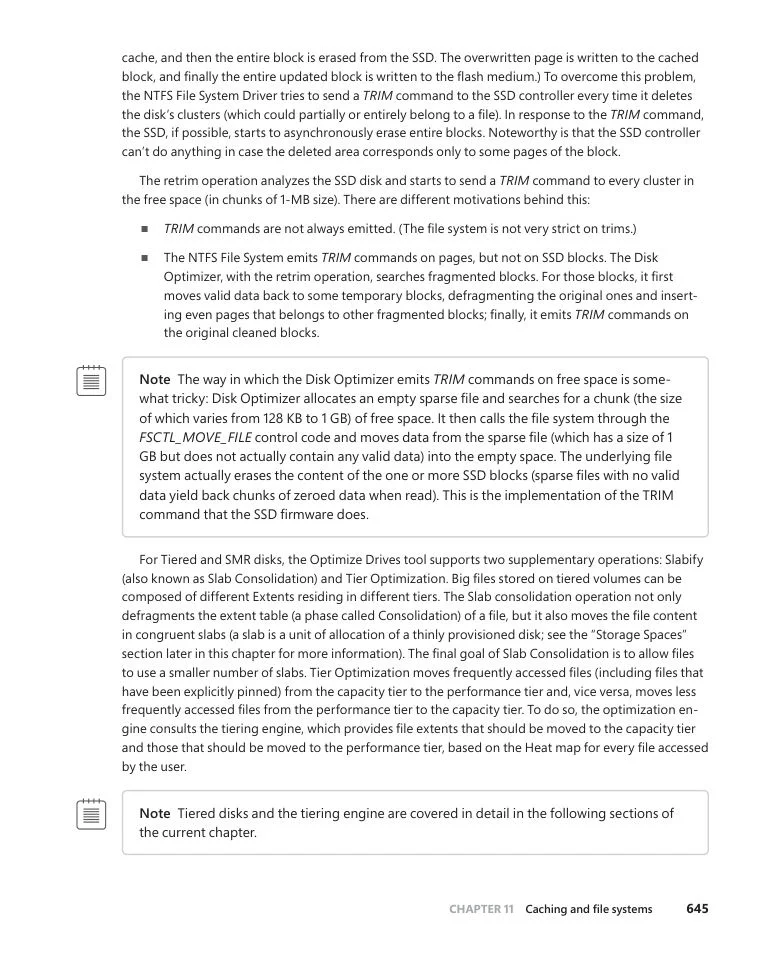 cache, and then the entire block is erased from the SSD. The overwritten page is written to the cached
block, and finally the entire updated block is written to the flash medium.) To overcome this problem,
the NTFS File System Driver tries to send a TRIM command to the SSD controller every time it deletes
the disk’s clusters (which could partially or entirely belong to a file). In response to the TRIM command,
the SSD, if possible, starts to asynchronously erase entire blocks. Noteworthy is that the SSD controller
can’t do anything in case the deleted area corresponds only to some pages of the block.
The retrim operation analyzes the SSD disk and starts to send a TRIM command to every cluster in
the free space (in chunks of 1-MB size). There are different motivations behind this:
■ TRIM commands are not always emitted. (The file system is not very strict on trims.)
■ The NTFS File System emits TRIM commands on pages, but not on SSD blocks. The Disk
Optimizer, with the retrim operation, searches fragmented blocks. For those blocks, it first
moves valid data back to some temporary blocks, defragmenting the original ones and insert-
ing even pages that belongs to other fragmented blocks; finally, it emits TRIM commands on
the original cleaned blocks.
Note The way in which the Disk Optimizer emits TRIM commands on free space is some-
what tricky: Disk Optimizer allocates an empty sparse file and searches for a chunk (the size
of which varies from 128 KB to 1 GB) of free space. It then calls the file system through the
FSCTL_MOVE_FILE control code and moves data from the sparse file (which has a size of 1
GB but does not actually contain any valid data) into the empty space. The underlying file
system actually erases the content of the one or more SSD blocks (sparse files with no valid
data yield back chunks of zeroed data when read). This is the implementation of the TRIM
command that the SSD firmware does.
For Tiered and SMR disks, the Optimize Drives tool supports two supplementary operations: Slabify
(also known as Slab Consolidation) and Tier Optimization. Big files stored on tiered volumes can be
composed of different Extents residing in different tiers. The Slab consolidation operation not only
defragments the extent table (a phase called Consolidation) of a file, but it also moves the file content
in congruent slabs (a slab is a unit of allocation of a thinly provisioned disk; see the “Storage Spaces”
section later in this chapter for more information). The final goal of Slab Consolidation is to allow files
to use a smaller number of slabs. Tier Optimization moves frequently accessed files (including files that
have been explicitly pinned) from the capacity tier to the performance tier and, vice versa, moves less
frequently accessed files from the performance tier to the capacity tier. To do so, the optimization en-
gine consults the tiering engine, which provides file extents that should be moved to the capacity tier
and those that should be moved to the performance tier, based on the Heat map for every file accessed
by the user.
Note Tiered disks and the tiering engine are covered in detail in the following sections of
the current chapter.
CHAPTER 11 Caching and file systems 645